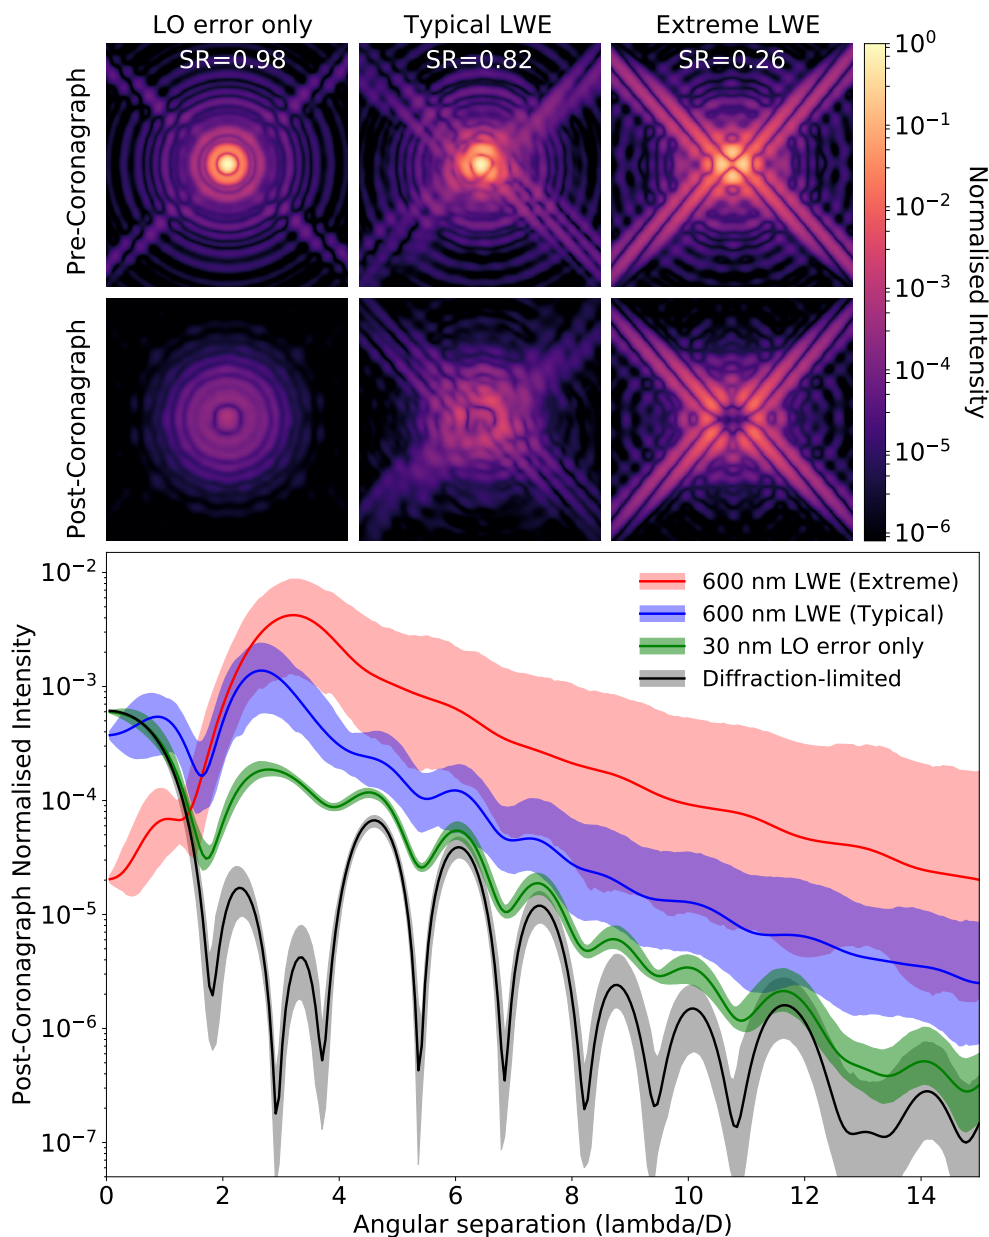 LO error only
Typical LWE
Extreme LWE
SR=0.98
SR=0.82
SR=0.26
Pre-Coronagraph
Post-Coronagraph
10⁰
10⁻¹
10⁻²
10⁻³
10⁻⁴
10⁻⁵
10⁻⁶
Normalised Intensity
600 nm LWE (Extreme)
600 nm LWE (Typical)
30 nm LO error only
Diffraction-limited
Post-Coronagraph Normalised Intensity
10⁻²
10⁻³
10⁻⁴
10⁻⁵
10⁻⁶
10⁻⁷
0 2 4 6 8 10 12 14
Angular separation (lambda/D)